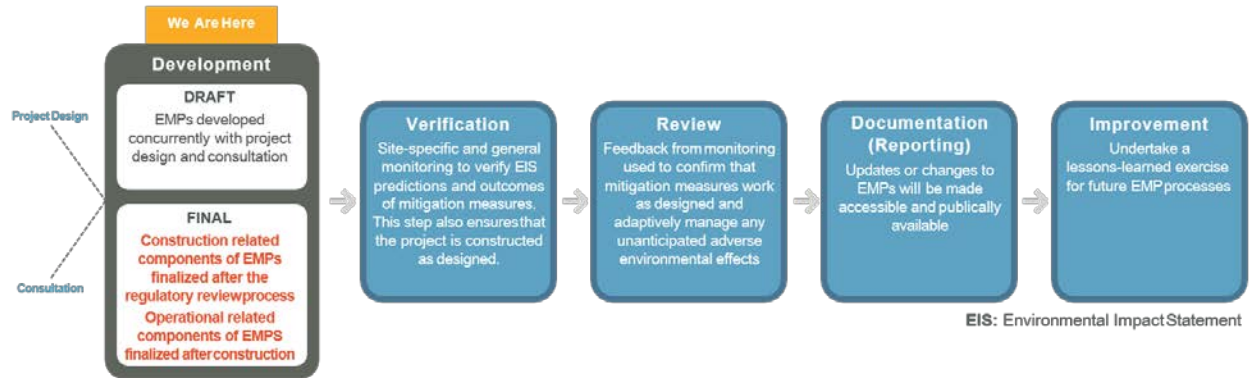 We Are Here
Development
DRAFT
EMPs developed
concurrently with project
design and consultation
FINAL
Construction related
components of EMPs
finalized after the
regulatory reviewprocess
Operational related
components of EMPS
finalized afterconstruction
Project Design
Consultation
Verification
Site-specific and general
monitoring to verify EIS
predictions and outcomes
of mitigation measures.
This step also ensuresthat
the project is constructed
as designed.
Review
Feedback from monitoring
used to confirm that
mitigation measures work
as designed and
adaptively manage any
unanticipated adverse
environmental effects
Documentation
(Reporting)
Updates or changes to
EMPs will be made
accessible and publically
available
Improvement
Undertake a
lessons-learned exercise
for future EMPprocesses
EIS: Environmental ImpactStatement